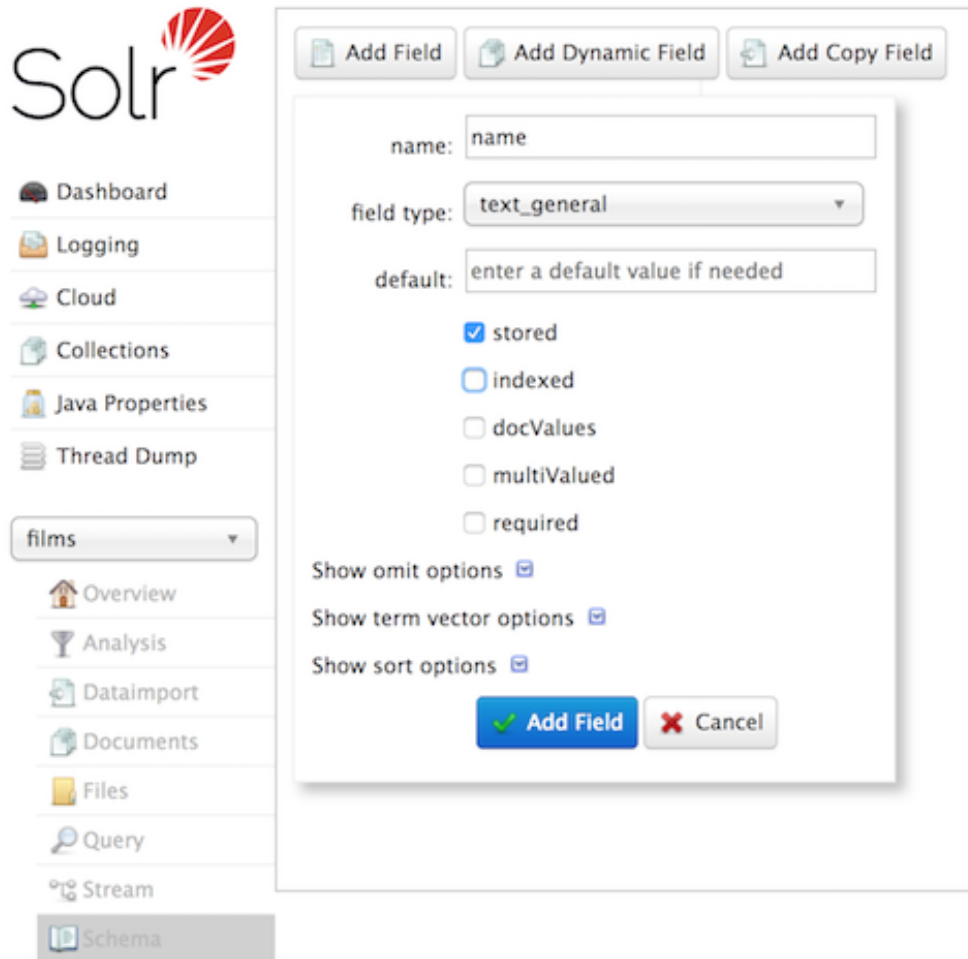 Solr
Dashboard
Logging
Cloud
Collections
Java Properties
Thread Dump
films
Overview
Analysis
Dataimport
Documents
Files
Query
Stream
Schema
Add Field Add Dynamic Field Add Copy Field
name: name
field type: text_general
default: enter a default value if needed
stored
indexed
docValues
multiValued
required
Show omit options
Show term vector options
Show sort options
Add Field Cancel